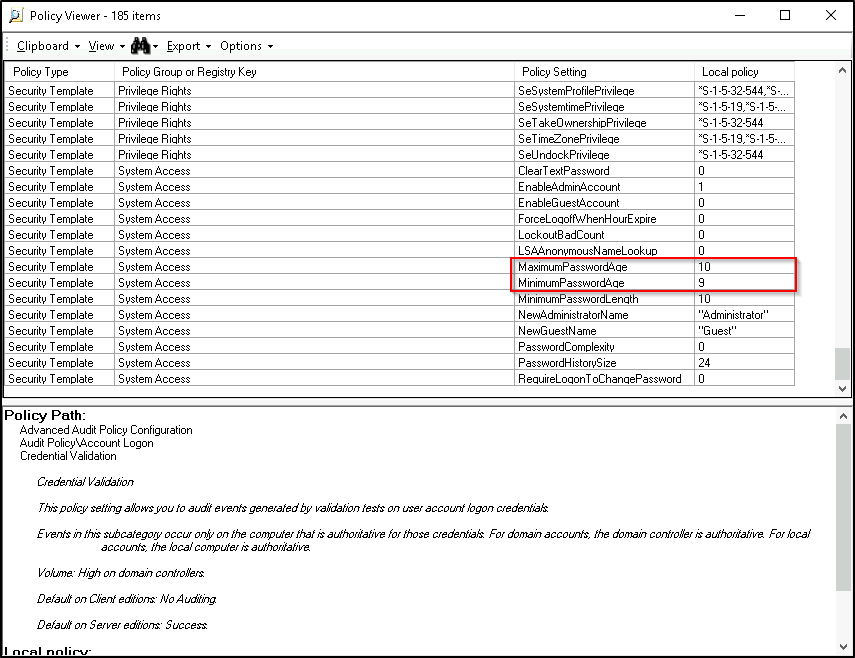 Policy Viewer - 185 items
Clipboard View Export Options
Policy Type Policy Group or Registry Key Policy Setting Local policy
Security Template Privilege Rights SeSystemProfilePrivilege *S-1-5-32-544,*S-...
Security Template Privilege Rights SeSystemtimePrivilege *S-1-5-19,*S-1-5-...
Security Template Privilege Rights SeTakeOwnershipPrivilege *S-1-5-32-544
Security Template Privilege Rights SeTimeZonePrivilege *S-1-5-19,*S-1-5-...
Security Template Privilege Rights SeUndockPrivilege *S-1-5-32-544
Security Template System Access ClearTextPassword 0
Security Template System Access EnableAdminAccount 1
Security Template System Access EnableGuestAccount 0
Security Template System Access ForceLogoffWhenHourExpire 0
Security Template System Access LockoutBadCount 0
Security Template System Access LSAAnonymousNameLookup 0
Security Template System Access MaximumPasswordAge 10
Security Template System Access MinimumPasswordAge 9
Security Template System Access MinimumPasswordLength 10
Security Template System Access NewAdministratorName "Administrator"
Security Template System Access NewGuestName "Guest"
Security Template System Access PasswordComplexity 0
Security Template System Access PasswordHistorySize 24
Security Template System Access RequireLogonToChangePassword 0
Policy Path:
Advanced Audit Policy Configuration
Audit Policy\Account Logon
Credential Validation
Credential Validation
This policy setting allows you to audit events generated by validation tests on user account logon credentials.
Events in this subcategory occur only on the computer that is authoritative for those credentials. For domain accounts, the domain controller is authoritative. For local
accounts, the local computer is authoritative.
Volume: High on domain controllers.
Default on Client editions: No Auditing.
Default on Server editions: Success.
Local policy: